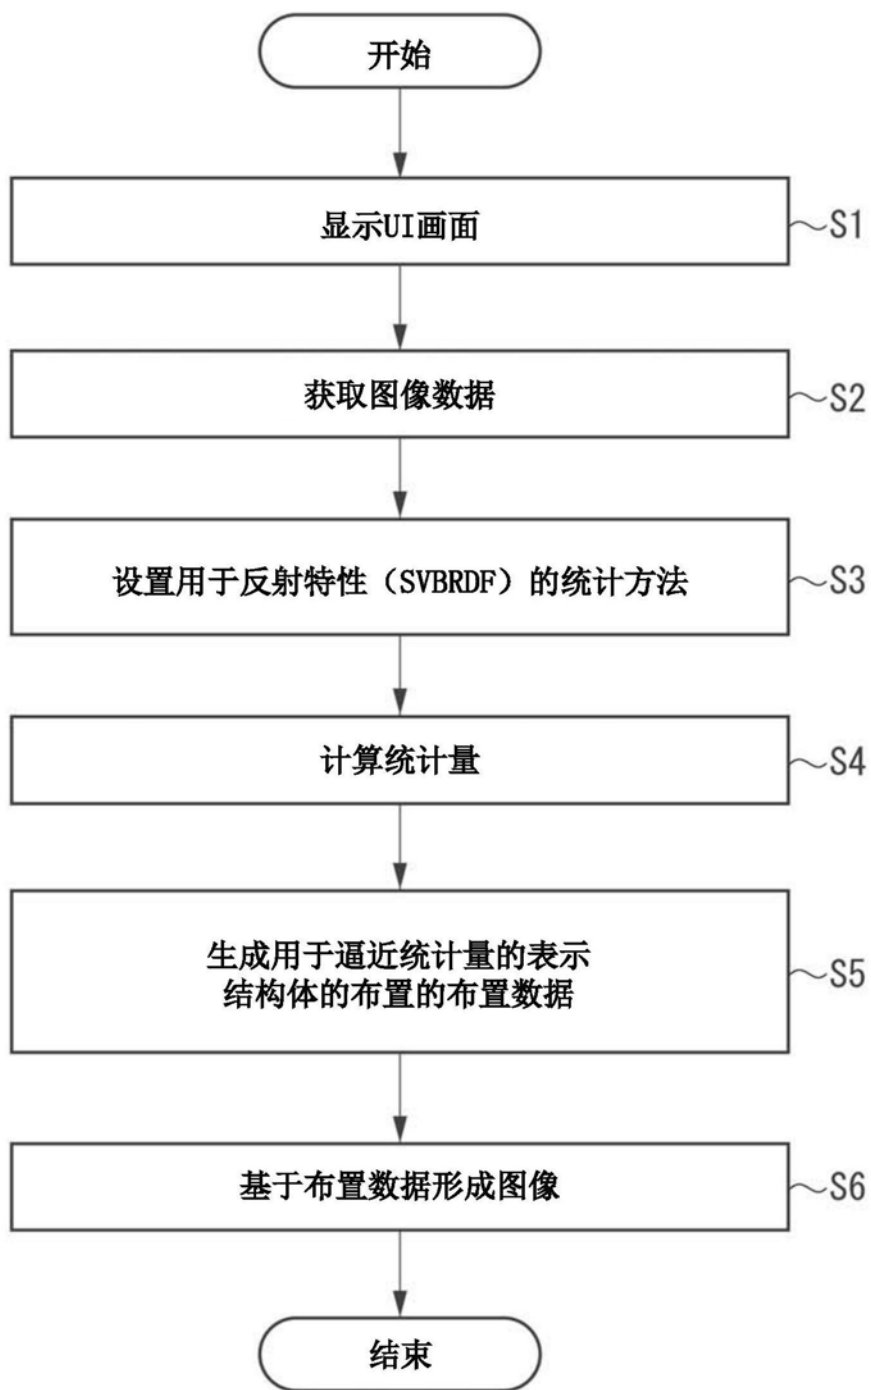 开始
显示UI画面
S1
获取图像数据
S2
设置用于反射特性（SVBRDF）的统计方法
S3
计算统计量
S4
生成用于逼近统计量的表示
结构体的布置的布置数据
S5
基于布置数据形成图像
S6
结束